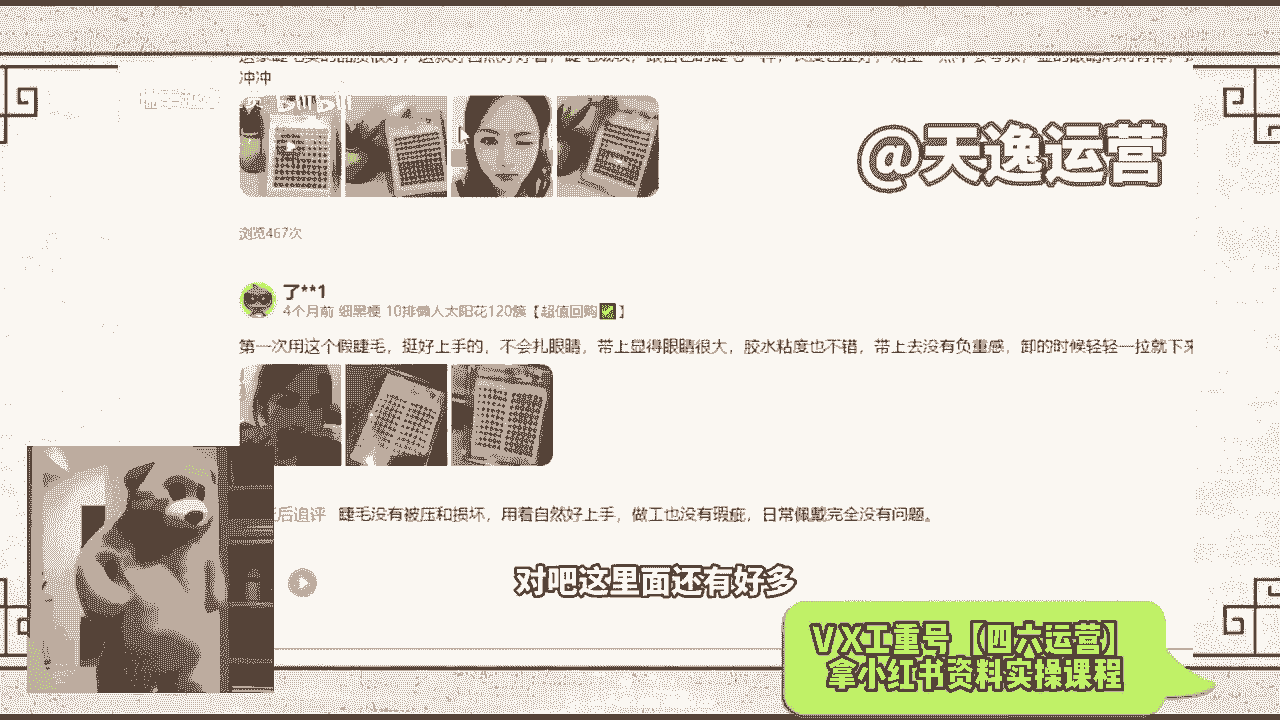 冲冲
@天逸运营
浏览467次
了**1
4个月前 细黑梗 10排懒人太阳花120簇【超值回购✅】
第一次用这个假睫毛，挺好上手的，不会扎眼睛，带上显得眼睛很大，胶水粘度也不错，带上去没有负重感，卸的时候轻轻一拉就下来
后追评 睫毛没有被压和损坏，用着自然好上手，做工也没有瑕疵，日常佩戴完全没有问题。
对吧这里面还有好多
VX工重号【四六运营】
拿小红书资料实操课程